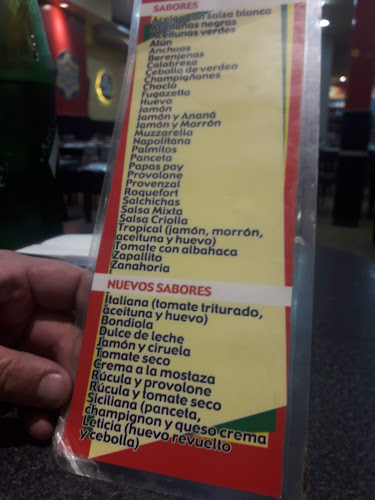 SABORES
Acelga con salsa blanca
Aceitunas negras
Aceitunas verdes
Atún
Anchoas
Berenjenas
Calabresa
Cebolla de verdeo
Champigñones
Choclo
Fugazetta
Huevo
Jamón
Jamón y Ananá
Jamón y Morrón
Muzzarella
Napolitana
Palmitos
Panceta
Papas pay
Provolone
Provenzal
Roquefort
Salchichas
Salsa Mixta
Salsa Criolla
Tropical (jamón, morrón,
aceituna y huevo)
Tomate con albahaca
Zapallito
Zanahoria
NUEVOS SABORES
Italiana (tomate triturado,
aceituna y huevo)
Bondiola
Dulce de leche
Jamón y ciruela
Tomate seco
Crema a la mostaza
Rúcula y provolone
Rúcula y tomate seco
Siciliana (panceta,
champignon y queso crema
Leticia (huevo revuelto
y cebolla)